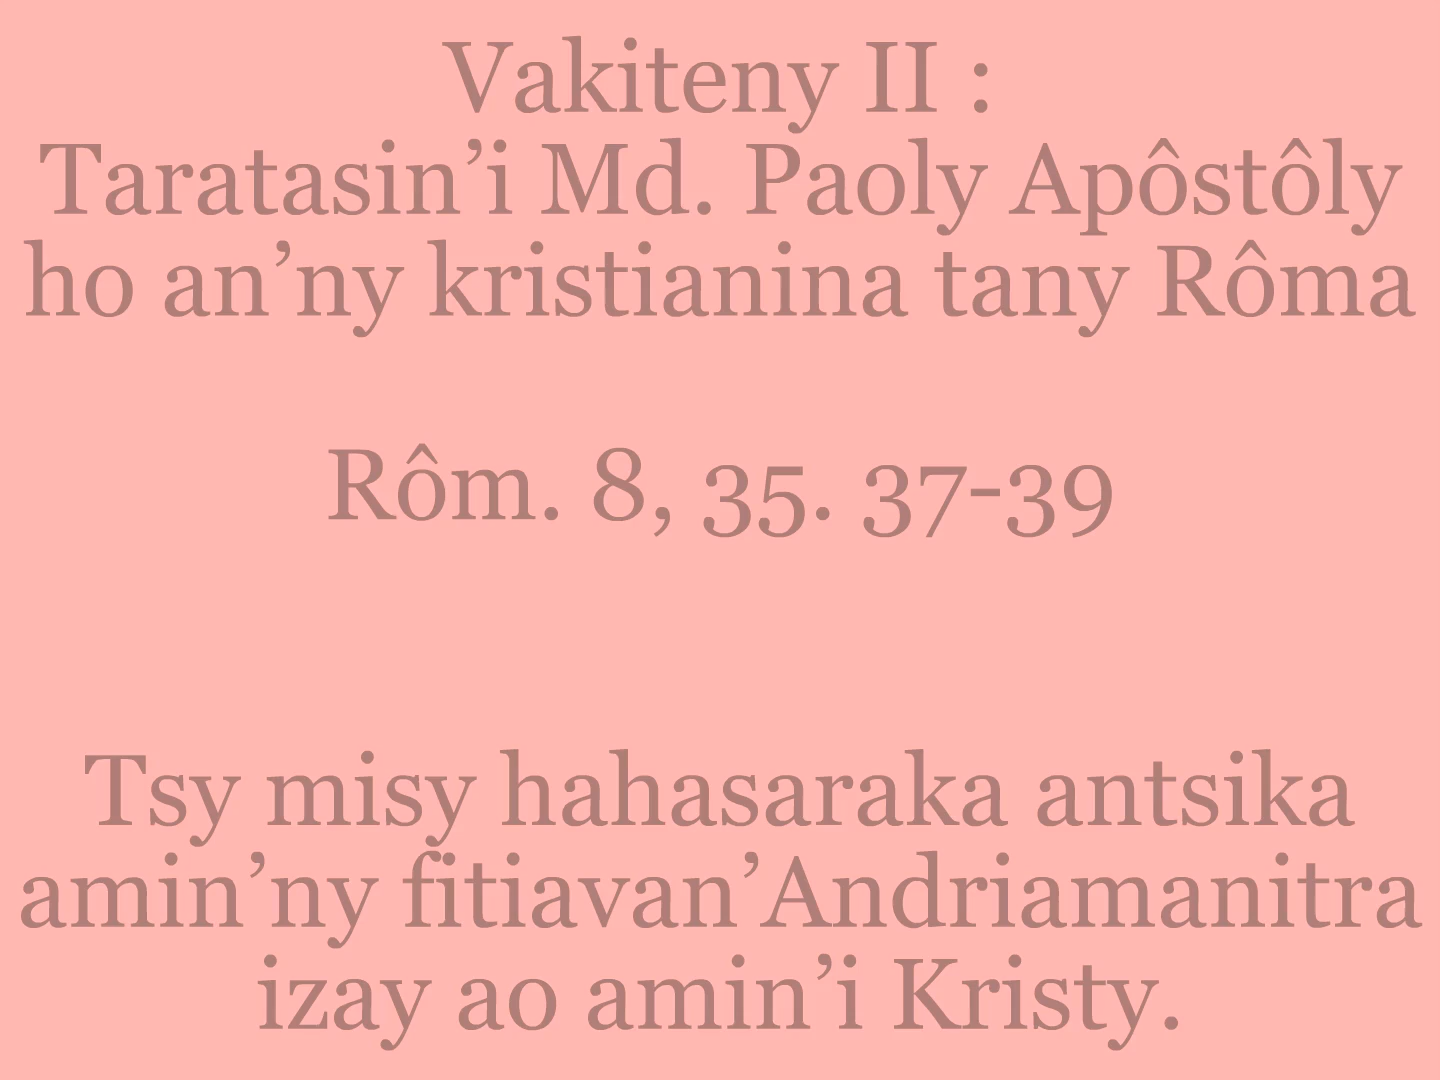 Vakiteny II :
Taratasin’i Md. Paoly Apôstôly
ho an’ny kristianina tany Rôma
Rôm. 8, 35. 37-39
Tsy misy hahasaraka antsika
amin’ny fitiavan’Andriamanitra
izay ao amin’i Kristy.